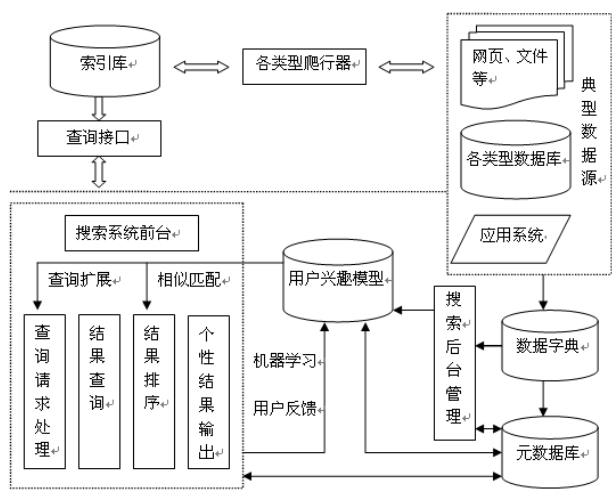 索引库
各类型爬行器
网页、文件
等
典型数据源
查询接口
各类型数据库
搜索系统前台
应用系统
查询扩展
相似匹配
用户兴趣模型
查询请求处理
结果查询
结果排序
个性结果输出
机器学习
用户反馈
搜索后台管理
数据字典
元数据库